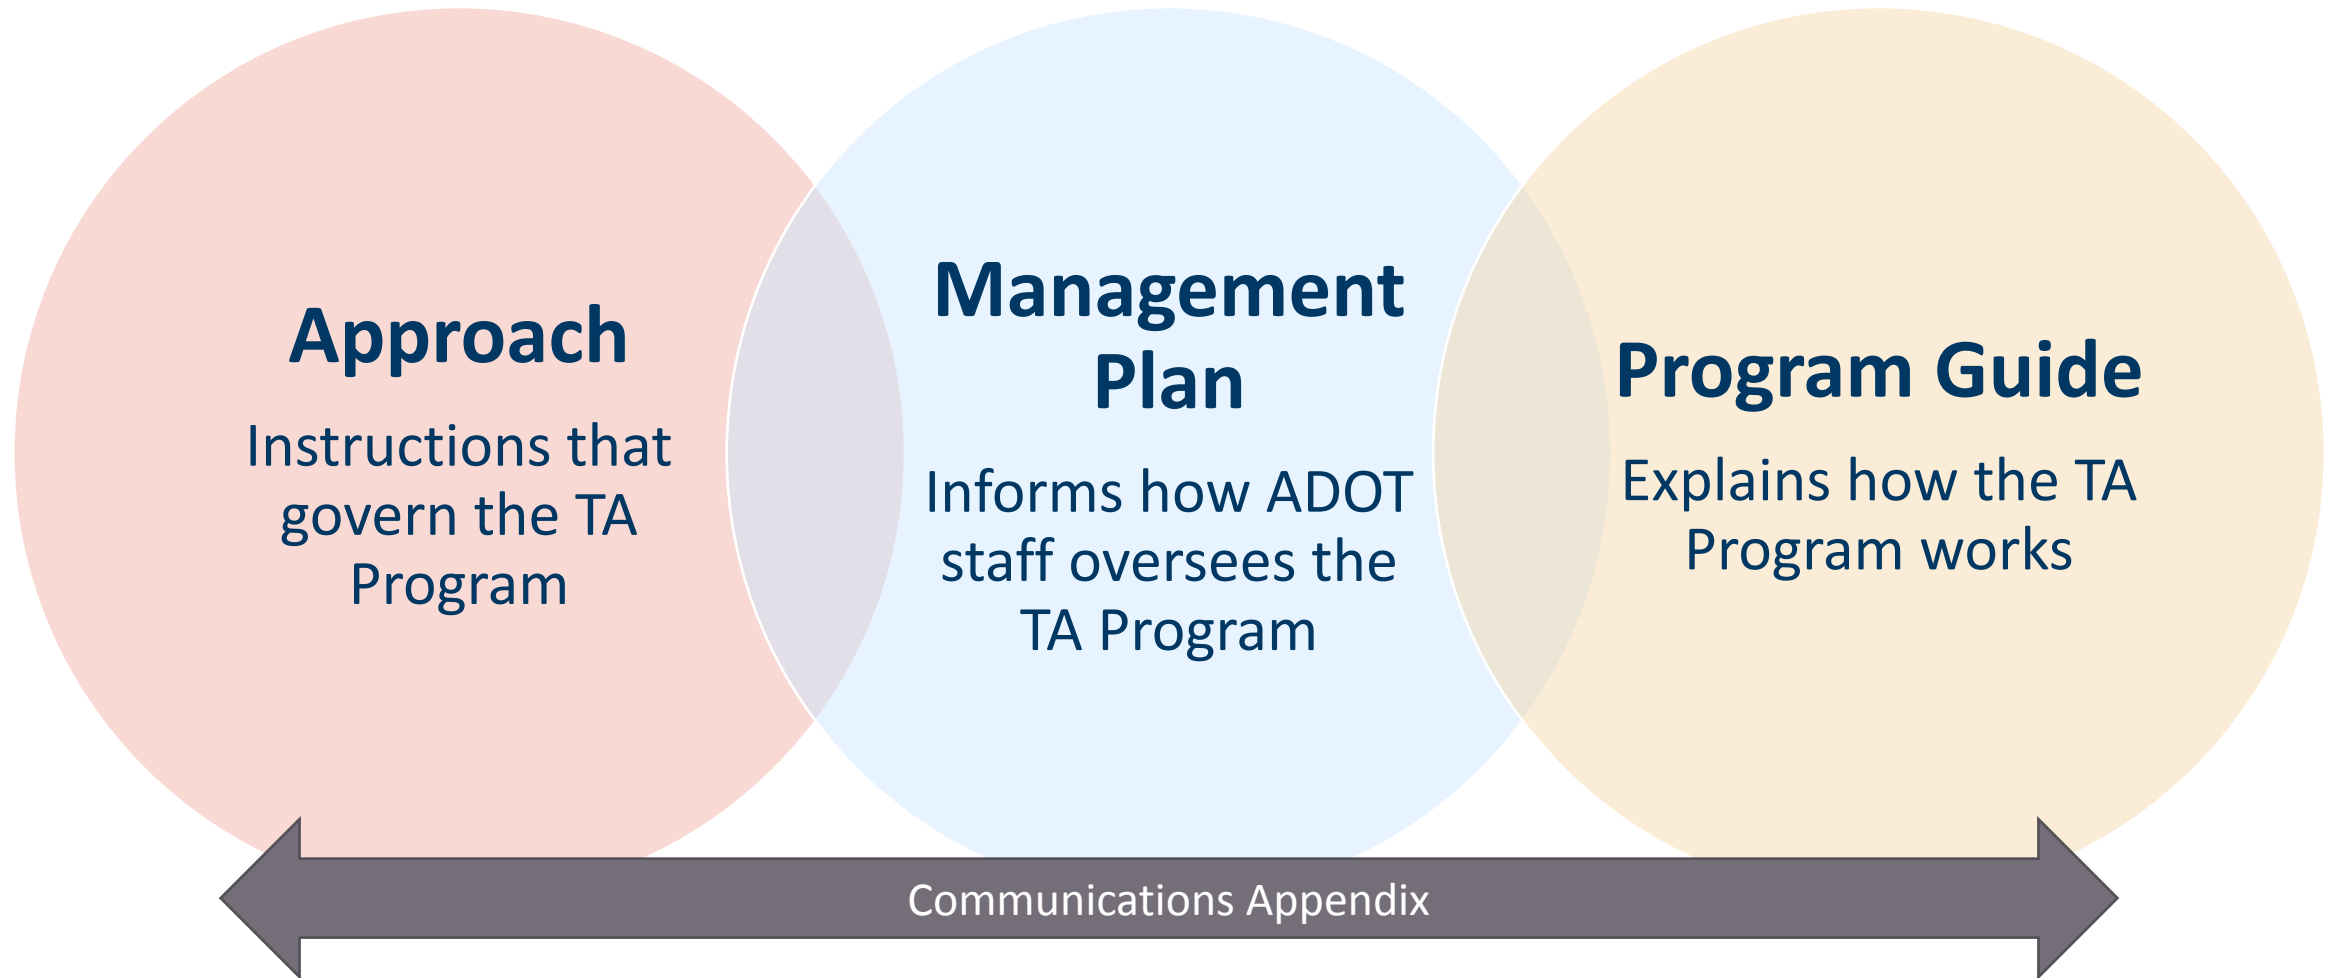 Approach
Instructions that
govern the TA
Program
Management
Plan
Informs how ADOT
staff oversees the
TA Program
Program Guide
Explains how the TA
Program works
Communications Appendix